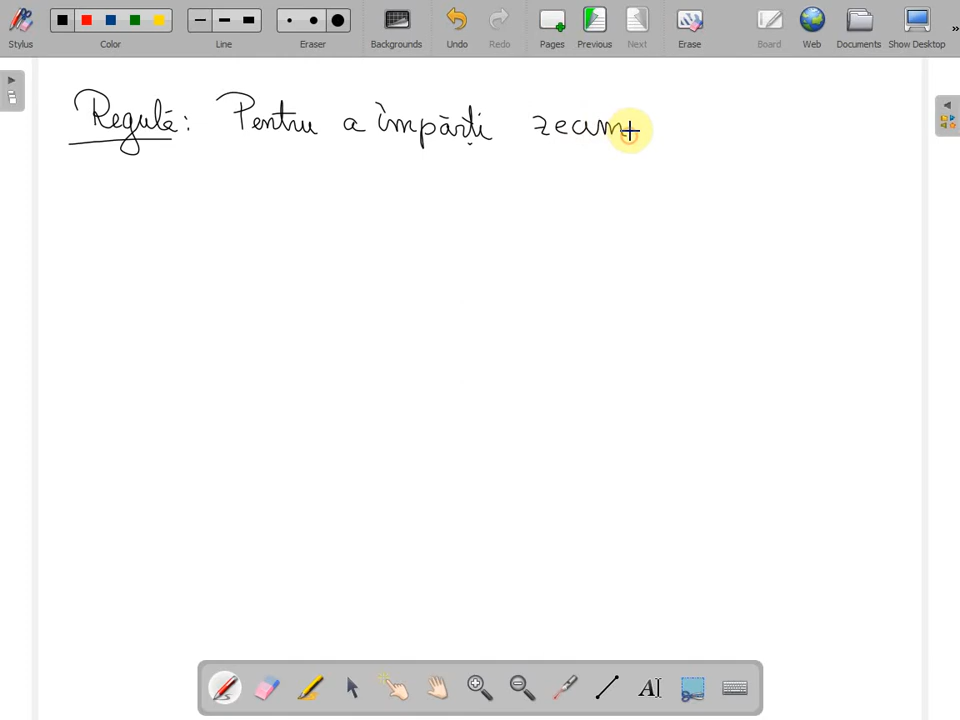 Stylus Color Line Eraser Backgrounds Undo Redo Pages Previous Next Erase Board Web Documents Show Desktop »
Regulă: Pentru a împărți zecim